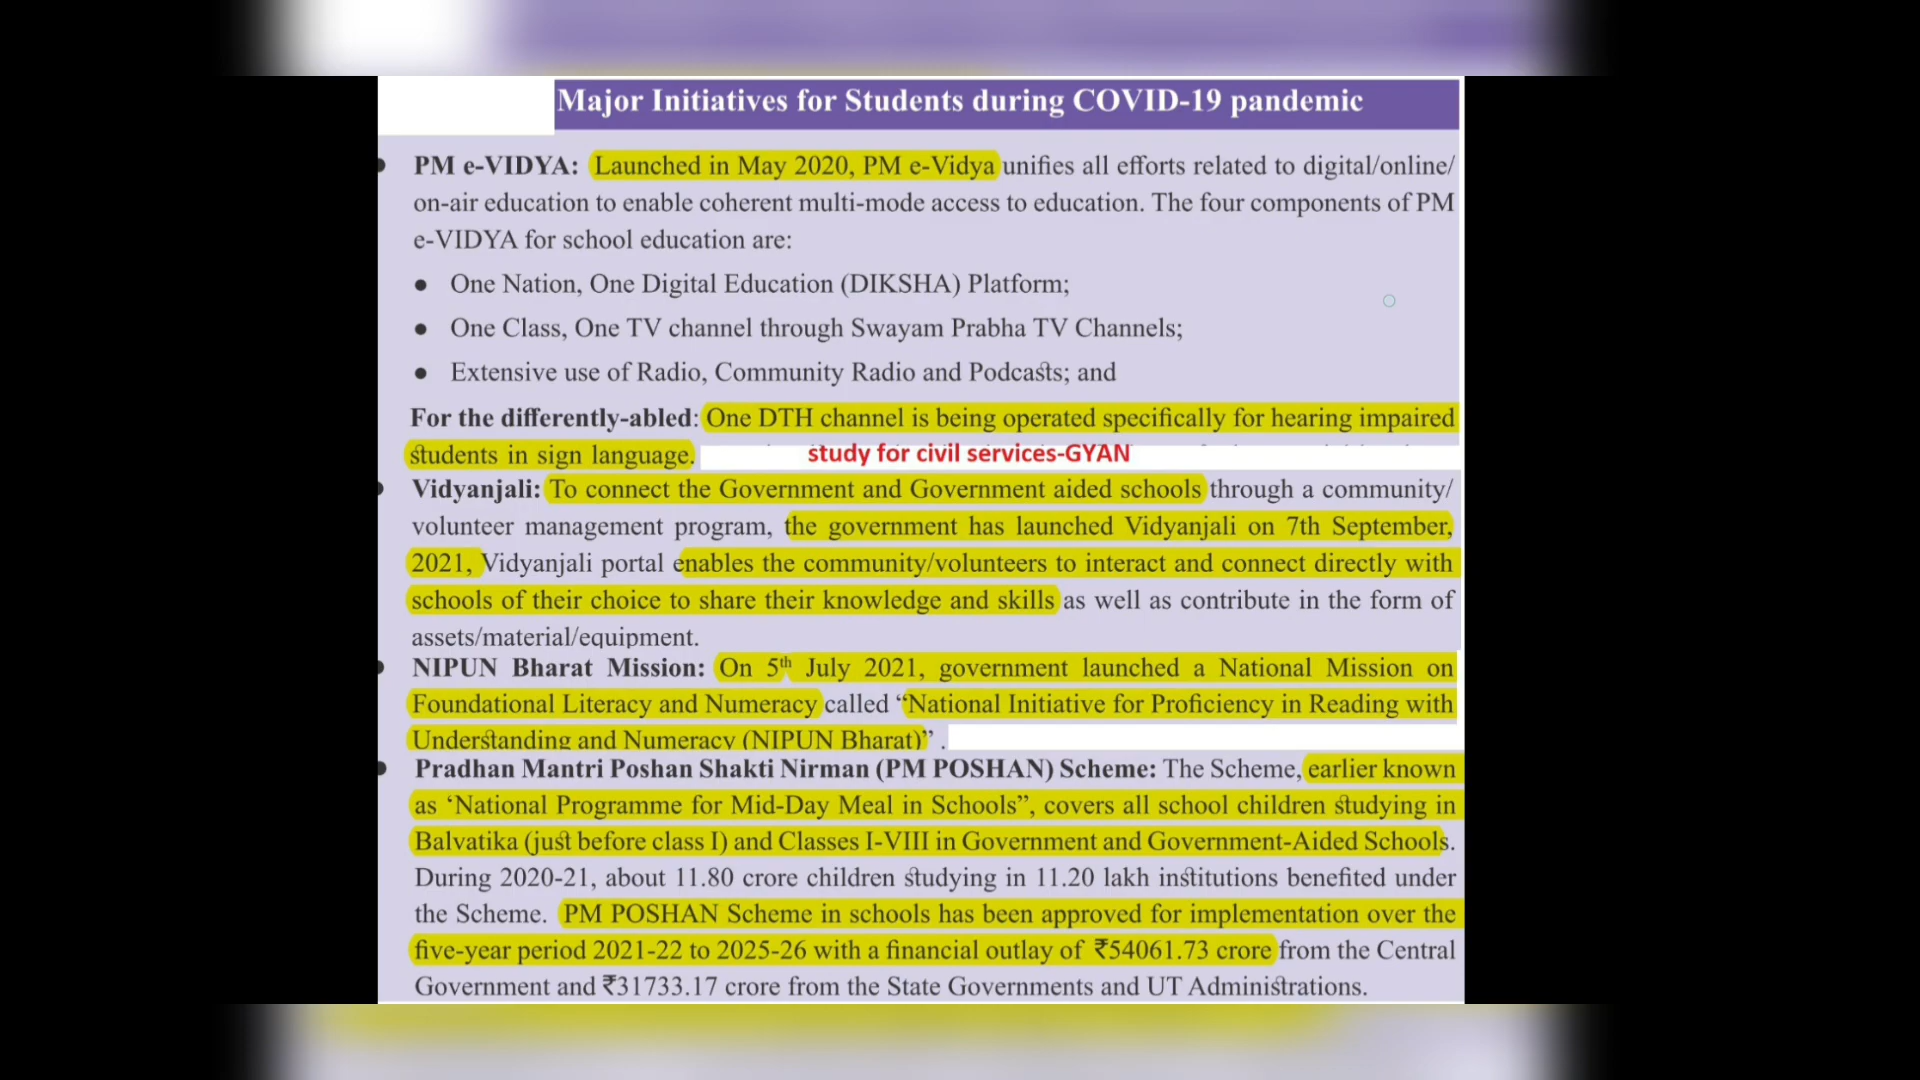 Major Initiatives for Students during COVID-19 pandemic
● PM e-VIDYA: Launched in May 2020, PM e-Vidya unifies all efforts related to digital/online/
on-air education to enable coherent multi-mode access to education. The four components of PM
e-VIDYA for school education are:
● One Nation, One Digital Education (DIKSHA) Platform;
● One Class, One TV channel through Swayam Prabha TV Channels;
● Extensive use of Radio, Community Radio and Podcasts; and
For the differently-abled: One DTH channel is being operated specifically for hearing impaired
students in sign language. study for civil services-GYAN
● Vidyanjali: To connect the Government and Government aided schools through a community/
volunteer management program, the government has launched Vidyanjali on 7th September,
2021, Vidyanjali portal enables the community/volunteers to interact and connect directly with
schools of their choice to share their knowledge and skills as well as contribute in the form of
assets/material/equipment.
● NIPUN Bharat Mission: On 5th July 2021, government launched a National Mission on
Foundational Literacy and Numeracy called “National Initiative for Proficiency in Reading with
Understanding and Numeracy (NIPUN Bharat)” .
● Pradhan Mantri Poshan Shakti Nirman (PM POSHAN) Scheme: The Scheme, earlier known
as ‘National Programme for Mid-Day Meal in Schools”, covers all school children studying in
Balvatika (just before class I) and Classes I-VIII in Government and Government-Aided Schools.
During 2020-21, about 11.80 crore children studying in 11.20 lakh institutions benefited under
the Scheme. PM POSHAN Scheme in schools has been approved for implementation over the
five-year period 2021-22 to 2025-26 with a financial outlay of ₹54061.73 crore from the Central
Government and ₹31733.17 crore from the State Governments and UT Administrations.